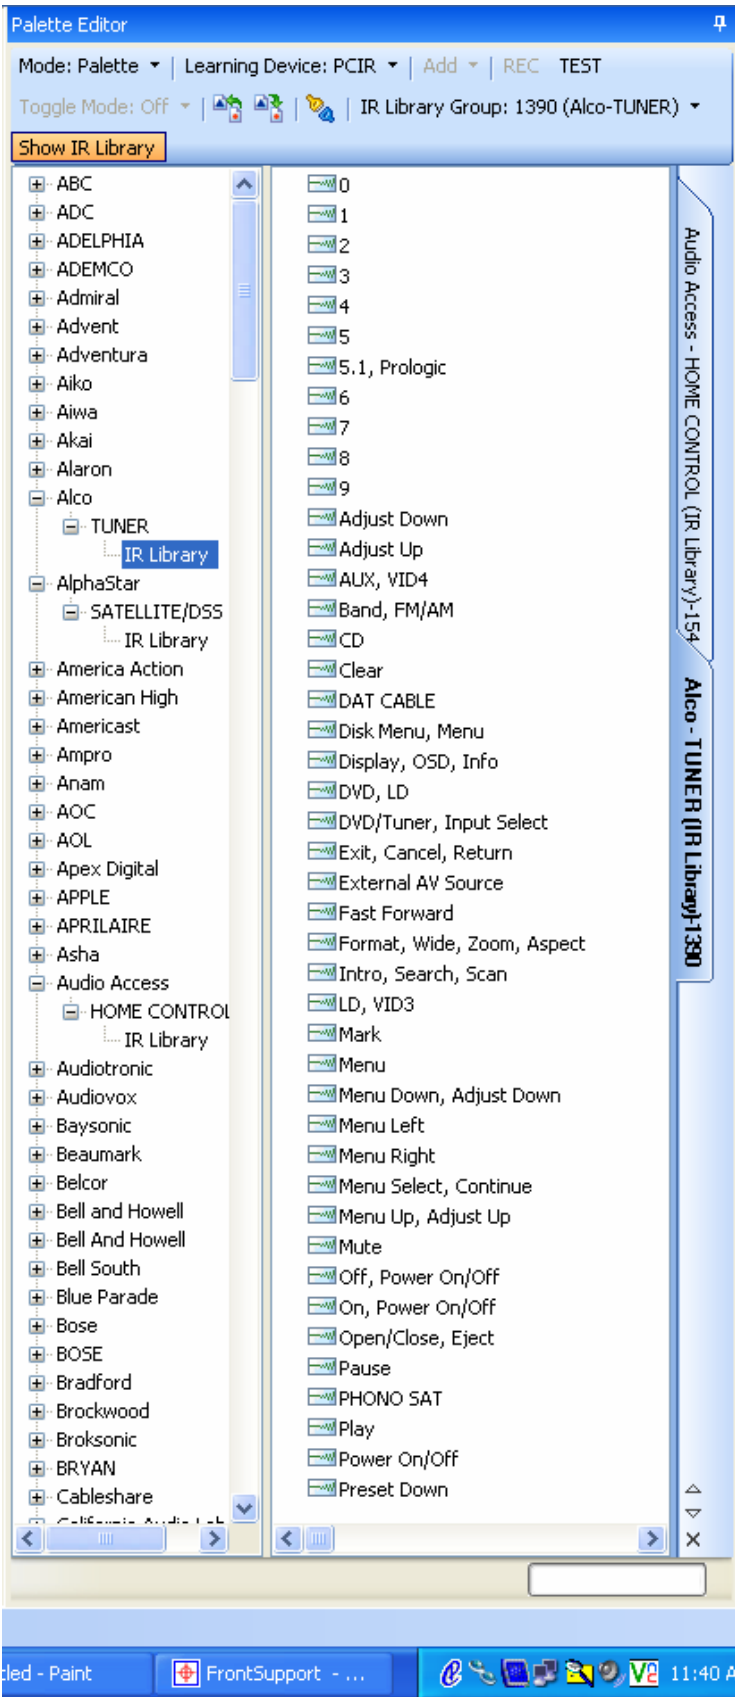 Palette Editor
Mode: Palette | Learning Device: PCIR | Add | REC TEST
Toggle Mode: Off | IR Library Group: 1390 (Alco-TUNER)
Show IR Library
ABC
ADC
ADELPHIA
ADEMCO
Admiral
Advent
Adventura
Aiko
Aiwa
Akai
Alaron
Alco
TUNER
IR Library
AlphaStar
SATELLITE/DSS
IR Library
America Action
American High
Americast
Ampro
Anam
AOC
AOL
Apex Digital
APPLE
APRILAIRE
Asha
Audio Access
HOME CONTROL
IR Library
Audiotronic
Audiovox
Baysonic
Beaumark
Belcor
Bell and Howell
Bell And Howell
Bell South
Blue Parade
Bose
BOSE
Bradford
Brockwood
Broksonic
BRYAN
Cableshare
California Audio Lab
0
1
2
3
4
5
5.1, Prologic
6
7
8
9
Adjust Down
Adjust Up
AUX, VID4
Band, FM/AM
CD
Clear
DAT CABLE
Disk Menu, Menu
Display, OSD, Info
DVD, LD
DVD/Tuner, Input Select
Exit, Cancel, Return
External AV Source
Fast Forward
Format, Wide, Zoom, Aspect
Intro, Search, Scan
LD, VID3
Mark
Menu
Menu Down, Adjust Down
Menu Left
Menu Right
Menu Select, Continue
Menu Up, Adjust Up
Mute
Off, Power On/Off
On, Power On/Off
Open/Close, Eject
Pause
PHONO SAT
Play
Power On/Off
Preset Down
Audio Access - HOME CONTROL (IR Library)-154
Alco - TUNER (IR Library)-1390
tled - Paint
FrontSupport - ...
11:40 A